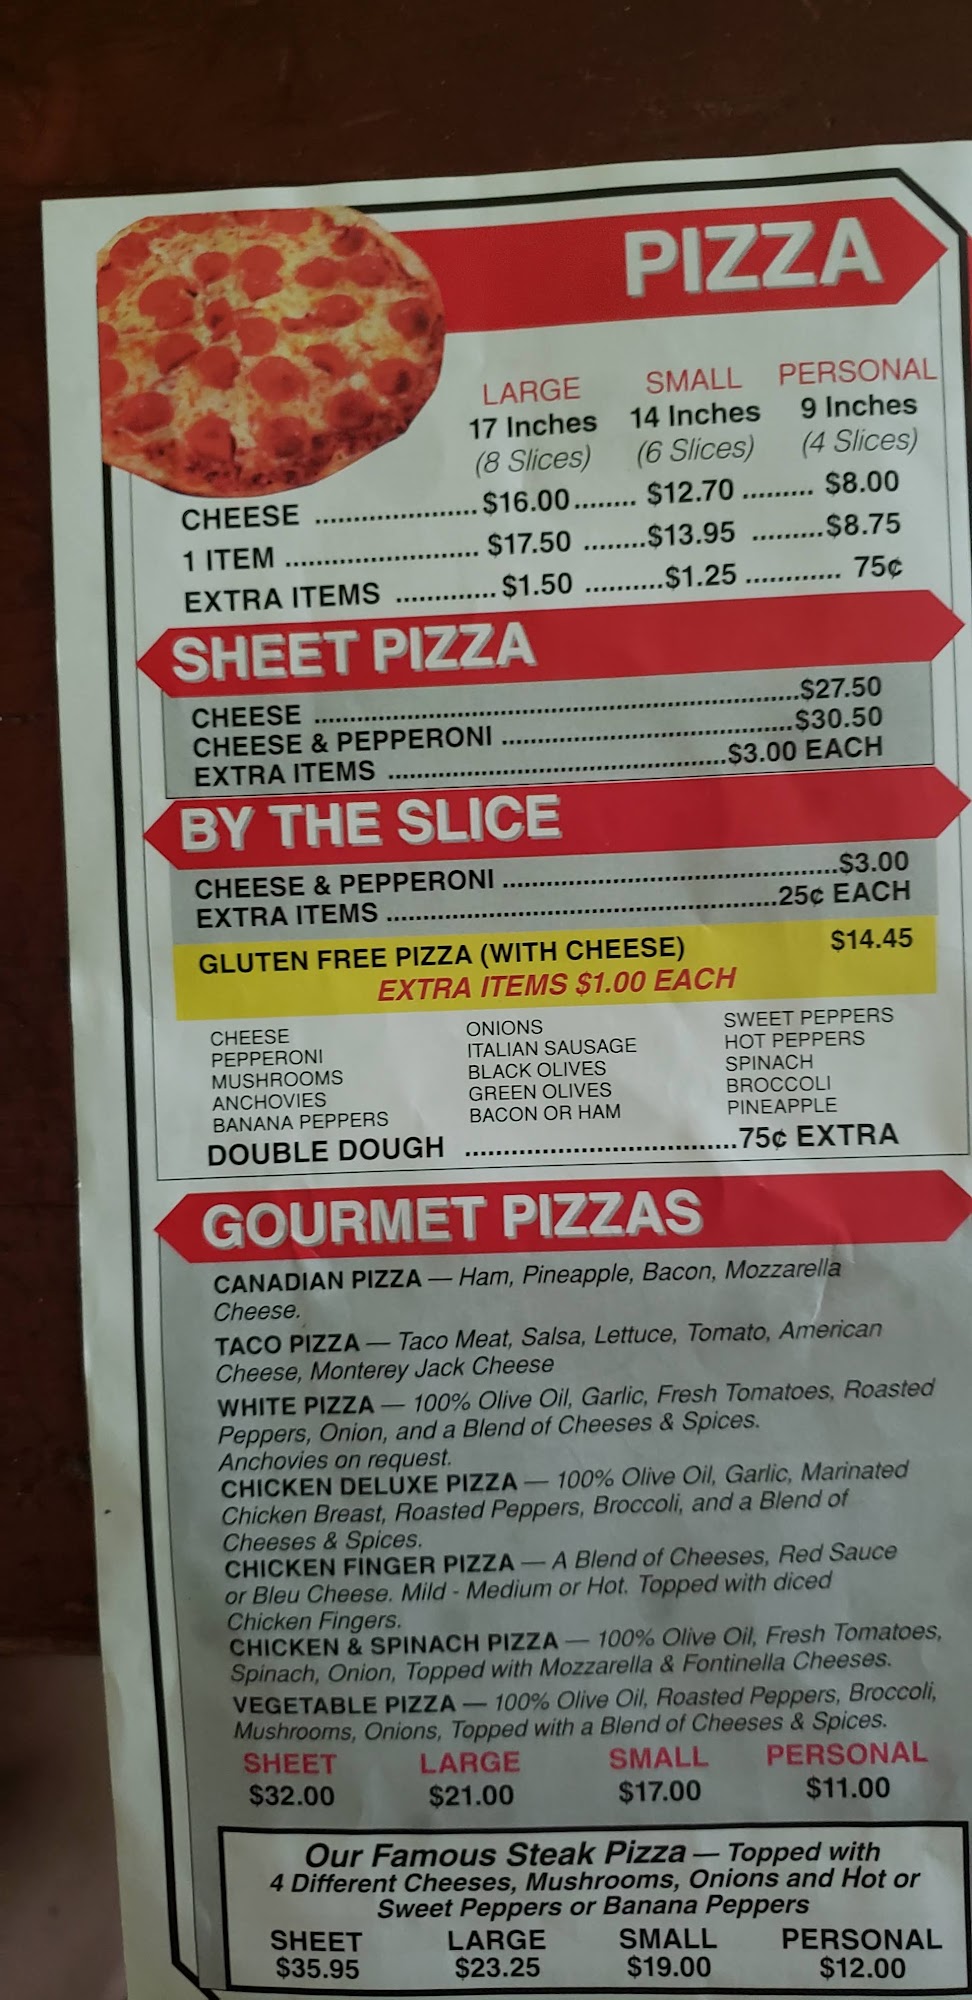 PIZZA
LARGE SMALL PERSONAL
17 Inches 14 Inches 9 Inches
(8 Slices) (6 Slices) (4 Slices)
CHEESE ..................... $16.00........ $12.70 ......... $8.00
1 ITEM ......................... $17.50 ........$13.95 .........$8.75
EXTRA ITEMS ............. $1.50 ..........$1.25 ............ 75¢
SHEET PIZZA
CHEESE ..............................................................$27.50
CHEESE & PEPPERONI .....................................$30.50
EXTRA ITEMS ...........................................$3.00 EACH
BY THE SLICE
CHEESE & PEPPERONI ...........................................$3.00
EXTRA ITEMS ..................................................25¢ EACH
GLUTEN FREE PIZZA (WITH CHEESE) $14.45
EXTRA ITEMS $1.00 EACH
CHEESE
PEPPERONI
MUSHROOMS
ANCHOVIES
BANANA PEPPERS
ONIONS
ITALIAN SAUSAGE
BLACK OLIVES
GREEN OLIVES
BACON OR HAM
SWEET PEPPERS
HOT PEPPERS
SPINACH
BROCCOLI
PINEAPPLE
DOUBLE DOUGH .................................75¢ EXTRA
GOURMET PIZZAS
CANADIAN PIZZA — Ham, Pineapple, Bacon, Mozzarella
Cheese.
TACO PIZZA — Taco Meat, Salsa, Lettuce, Tomato, American
Cheese, Monterey Jack Cheese
WHITE PIZZA — 100% Olive Oil, Garlic, Fresh Tomatoes, Roasted
Peppers, Onion, and a Blend of Cheeses & Spices.
Anchovies on request.
CHICKEN DELUXE PIZZA — 100% Olive Oil, Garlic, Marinated
Chicken Breast, Roasted Peppers, Broccoli, and a Blend of
Cheeses & Spices.
CHICKEN FINGER PIZZA — A Blend of Cheeses, Red Sauce
or Bleu Cheese. Mild - Medium or Hot. Topped with diced
Chicken Fingers.
CHICKEN & SPINACH PIZZA — 100% Olive Oil, Fresh Tomatoes,
Spinach, Onion, Topped with Mozzarella & Fontinella Cheeses.
VEGETABLE PIZZA — 100% Olive Oil, Roasted Peppers, Broccoli,
Mushrooms, Onions, Topped with a Blend of Cheeses & Spices.
SHEET LARGE SMALL PERSONAL
$32.00 $21.00 $17.00 $11.00
Our Famous Steak Pizza — Topped with
4 Different Cheeses, Mushrooms, Onions and Hot or
Sweet Peppers or Banana Peppers
SHEET LARGE SMALL PERSONAL
$35.95 $23.25 $19.00 $12.00